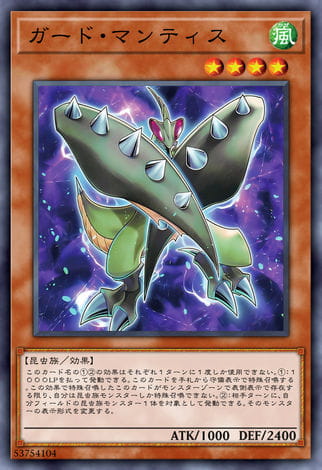 ガード・マンティス
風
【昆虫族/効果】
このカード名の①②の効果はそれぞれ1ターンに1度しか使用できない。①:1
000LPを払って発動できる。このカードを手札から守備表示で特殊召喚する
。この効果で特殊召喚したこのカードがモンスターゾーンで表側表示で存在す
る限り、自分は昆虫族モンスターしか特殊召喚できない。②:相手ターンに、自
分フィールドのモンスター1体を対象として発動できる。そのモンスター
の表示形式を変更する。
ATK/1000 DEF/2400
53754104